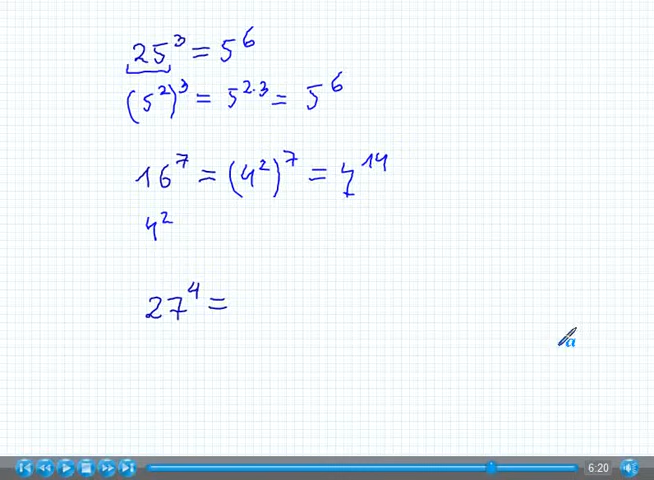 25³ = 5⁶
(5²)³ = 5²·³ = 5⁶
16⁷ = (4²)⁷ = 4¹⁴
4²
27⁴ =
6:20